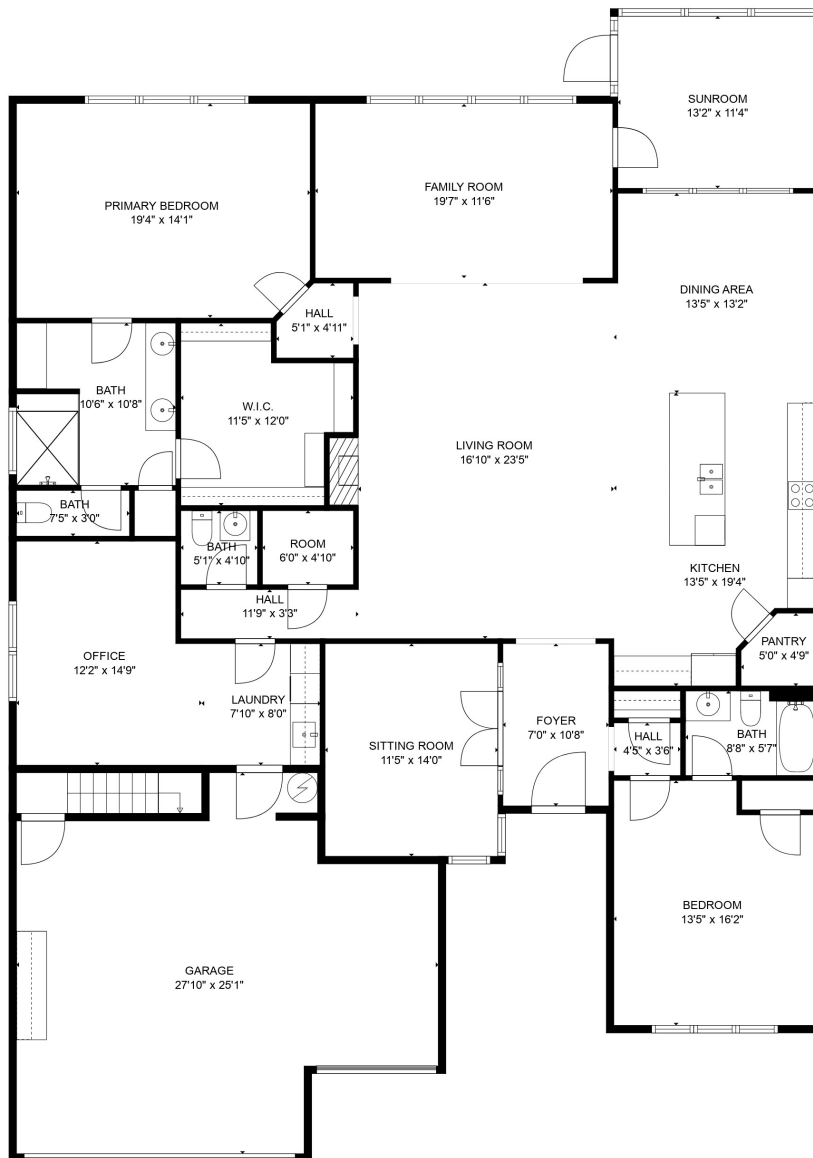 SUNROOM
13'2" x 11'4"
PRIMARY BEDROOM
19'4" x 14'1"
FAMILY ROOM
19'7" x 11'6"
DINING AREA
13'5" x 13'2"
HALL
5'1" x 4'11"
BATH
10'6" x 10'8"
W.I.C.
11'5" x 12'0"
LIVING ROOM
16'10" x 23'5"
BATH
7'5" x 3'0"
BATH
5'1" x 4'10"
ROOM
6'0" x 4'10"
KITCHEN
13'5" x 19'4"
HALL
11'9" x 3'3"
PANTRY
5'0" x 4'9"
OFFICE
12'2" x 14'9"
LAUNDRY
7'10" x 8'0"
SITTING ROOM
11'5" x 14'0"
FOYER
7'0" x 10'8"
HALL
4'5" x 3'6"
BATH
8'8" x 5'7"
BEDROOM
13'5" x 16'2"
GARAGE
27'10" x 25'1"